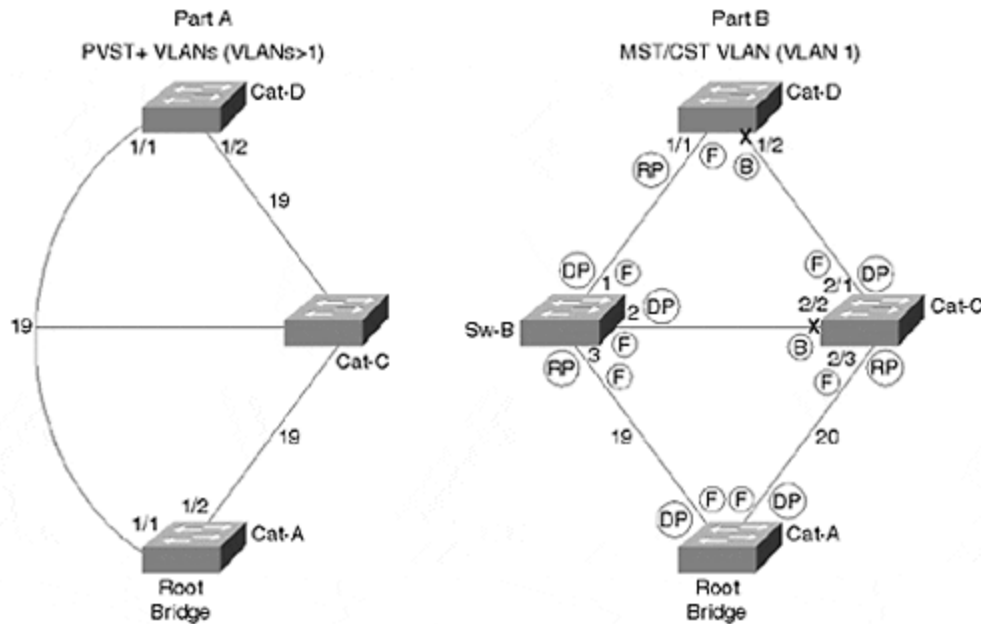 Part A
PVST+ VLANs (VLANs>1)
Cat-D
1/1
1/2
19
19
Cat-C
19
1/2
1/1
Cat-A
Root
Bridge
Part B
MST/CST VLAN (VLAN 1)
Cat-D
X
1/1
F
1/2
RP
B
DP
F
F
DP
1
2/1
2
DP
2/2
Cat-C
Sw-B
X
3
F
B
2/3
RP
F
F
RP
19
20
F
F
DP
DP
Cat-A
Root
Bridge